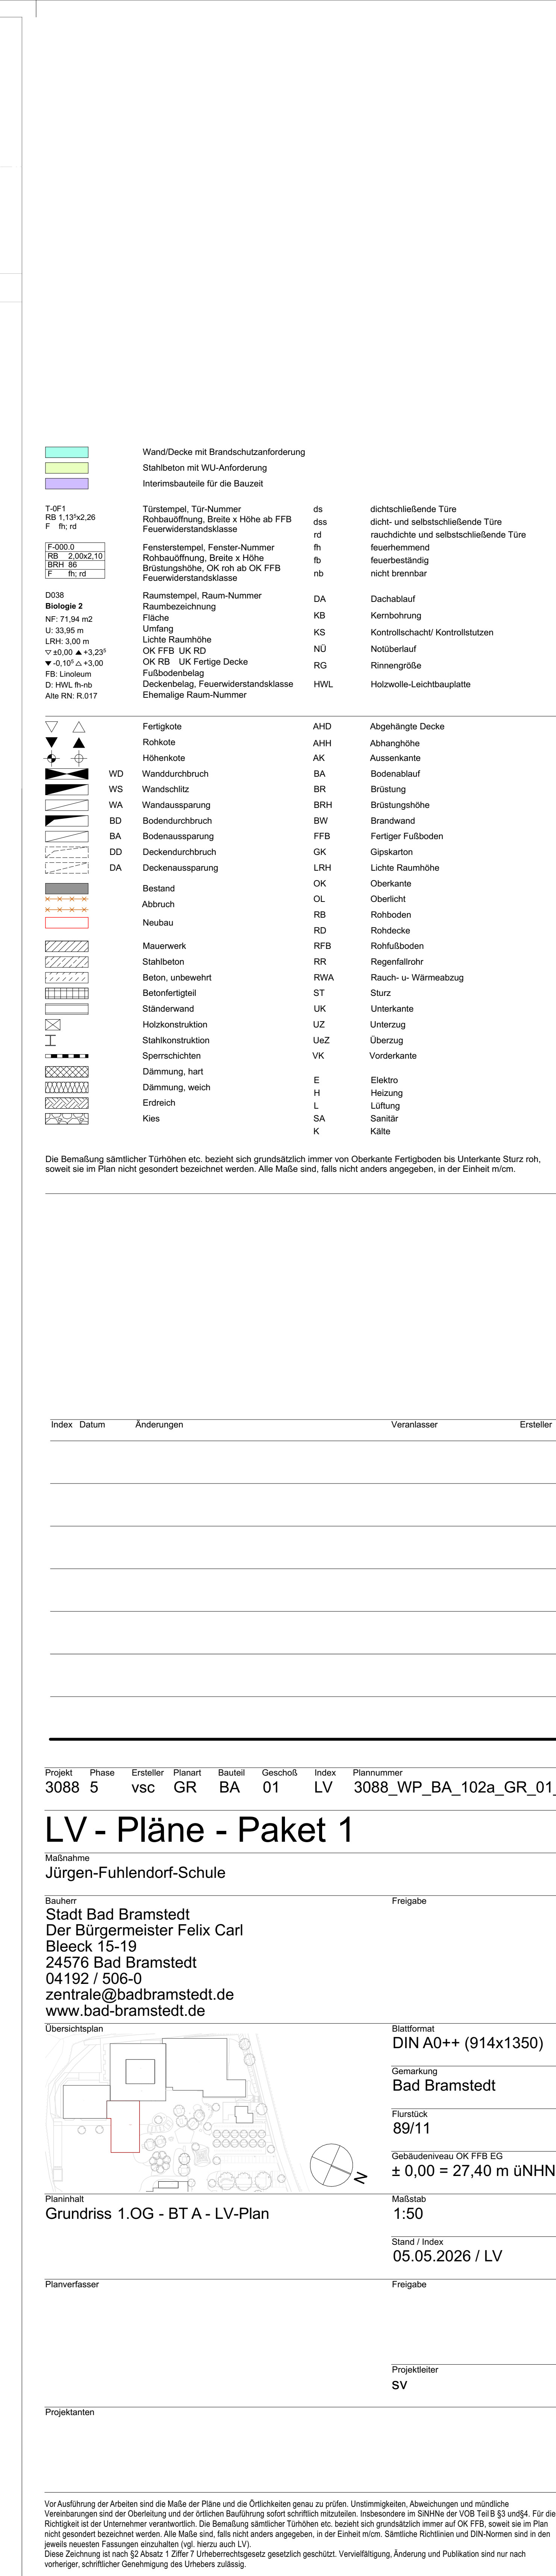 Wand/Decke mit Brandschutzanforderung
Stahlbeton mit WU-Anforderung
Interimsbauteile für die Bauzeit
T-0F1 Türstempel, Tür-Nummer
RB 1,13⁵x2,26 Rohbauöffnung, Breite x Höhe ab FFB
F fh; rd Feuerwiderstandsklasse
F-000.0 Fensterstempel, Fenster-Nummer
RB 2,00x2,10 Rohbauöffnung, Breite x Höhe
BRH 86 Brüstungshöhe, OK roh ab OK FFB
F fh; rd Feuerwiderstandsklasse
D038 Raumstempel, Raum-Nummer
Biologie 2 Raumbezeichnung
NF: 71,94 m2 Fläche
U: 33,95 m Umfang
LRH: 3,00 m Lichte Raumhöhe
▽ ±0,00 ▲ +3,23⁵ OK FFB UK RD
▼ -0,10⁵ △ +3,00 OK RB UK Fertige Decke
FB: Linoleum Fußbodenbelag
D: HWL fh-nb Deckenbelag, Feuerwiderstandsklasse
Alte RN: R.017 Ehemalige Raum-Nummer
ds dichtschließende Türe
dss dicht- und selbstschließende Türe
rd rauchdichte und selbstschließende Türe
fh feuerhemmend
fb feuerbeständig
nb nicht brennbar
DA Dachablauf
KB Kernbohrung
KS Kontrollschacht/ Kontrollstutzen
NÜ Notüberlauf
RG Rinnengröße
HWL Holzwolle-Leichtbauplatte
Fertigkote
Rohkote
Höhenkote
WD Wanddurchbruch
WS Wandschlitz
WA Wandaussparung
BD Bodendurchbruch
BA Bodenaussparung
DD Deckendurchbruch
DA Deckenaussparung
Bestand
Abbruch
Neubau
Mauerwerk
Stahlbeton
Beton, unbewehrt
Betonfertigteil
Ständerwand
Holzkonstruktion
Stahlkonstruktion
Sperrschichten
Dämmung, hart
Dämmung, weich
Erdreich
Kies
AHD Abgehängte Decke
AHH Abhanghöhe
AK Aussenkante
BA Bodenablauf
BR Brüstung
BRH Brüstungshöhe
BW Brandwand
FFB Fertiger Fußboden
GK Gipskarton
LRH Lichte Raumhöhe
OK Oberkante
OL Oberlicht
RB Rohboden
RD Rohdecke
RFB Rohfußboden
RR Regenfallrohr
RWA Rauch- u- Wärmeabzug
ST Sturz
UK Unterkante
UZ Unterzug
UeZ Überzug
VK Vorderkante
E Elektro
H Heizung
L Lüftung
SA Sanitär
K Kälte
Die Bemaßung sämtlicher Türhöhen etc. bezieht sich grundsätzlich immer von Oberkante Fertigboden bis Unterkante Sturz roh,
soweit sie im Plan nicht gesondert bezeichnet werden. Alle Maße sind, falls nicht anders angegeben, in der Einheit m/cm.
Index Datum Änderungen Veranlasser Ersteller
Projekt Phase Ersteller Planart Bauteil Geschoß Index Plannummer
3088 5 vsc GR BA 01 LV 3088_WP_BA_102a_GR_01_
LV - Pläne - Paket 1
Maßnahme
Jürgen-Fuhlendorf-Schule
Bauherr
Stadt Bad Bramstedt
Der Bürgermeister Felix Carl
Bleeck 15-19
24576 Bad Bramstedt
04192 / 506-0
zentrale@badbramstedt.de
www.bad-bramstedt.de
Freigabe
Übersichtsplan
N
Blattformat
DIN A0++ (914x1350)
Gemarkung
Bad Bramstedt
Flurstück
89/11
Gebäudeniveau OK FFB EG
± 0,00 = 27,40 m üNHN
Planinhalt
Grundriss 1.OG - BT A - LV-Plan
Maßstab
1:50
Stand / Index
05.05.2026 / LV
Planverfasser
Freigabe
Projektleiter
sv
Projektanten
Vor Ausführung der Arbeiten sind die Maße der Pläne und die Örtlichkeiten genau zu prüfen. Unstimmigkeiten, Abweichungen und mündliche
Vereinbarungen sind der Oberleitung und der örtlichen Bauführung sofort schriftlich mitzuteilen. Insbesondere im SiNHNe der VOB Teil B §3 und§4. Für die
Richtigkeit ist der Unternehmer verantwortlich. Die Bemaßung sämtlicher Türhöhen etc. bezieht sich grundsätzlich immer auf OK FFB, soweit sie im Plan
nicht gesondert bezeichnet werden. Alle Maße sind, falls nicht anders angegeben, in der Einheit m/cm. Sämtliche Richtlinien und DIN-Normen sind in den
jeweils neuesten Fassungen einzuhalten (vgl. hierzu auch LV).
Diese Zeichnung ist nach §2 Absatz 1 Ziffer 7 Urheberrechtsgesetz gesetzlich geschützt. Vervielfältigung, Änderung und Publikation sind nur nach
vorheriger, schriftlicher Genehmigung des Urhebers zulässig.